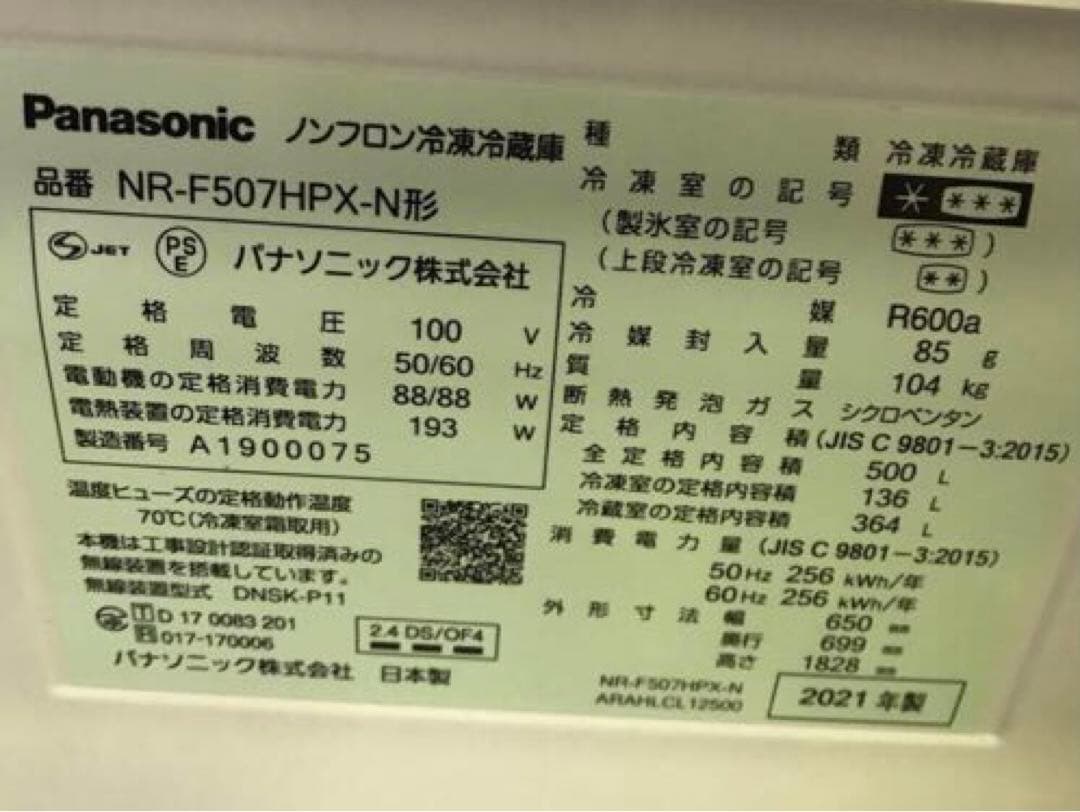 Panasonic ノンフロン冷凍冷蔵庫
品番 NR-F507HPX-N形
S JET PSE パナソニック株式会社
定格電圧 100 V
定格周波数 50/60 Hz
電動機の定格消費電力 88/88 W
電熱装置の定格消費電力 193 W
製造番号 A1900075
温度ヒューズの定格動作温度
70℃(冷凍室霜取用)
本機は工事設計認証取得済みの
無線装置を搭載しています。
無線装置型式 DNSK-P11
T D 17 0083 201
R 017-170006
2.4 DS/OF4
パナソニック株式会社 日本製
種類 冷凍冷蔵庫
冷凍室の記号 * ***
(製氷室の記号 ***)
(上段冷凍室の記号 **)
冷媒 R600a
冷媒封入量 85 g
質量 104 kg
断熱発泡ガス シクロペンタン
定格内容積 (JIS C 9801-3:2015)
全定格内容積 500 L
冷凍室の定格内容積 136 L
冷蔵室の定格内容積 364 L
消費電力量 (JIS C 9801-3:2015)
50Hz 256 kWh/年
60Hz 256 kWh/年
外形寸法 幅 650 mm
奥行 699 mm
高さ 1828 mm
NR-F507HPX-N
ARAHLCL12500
2021年製